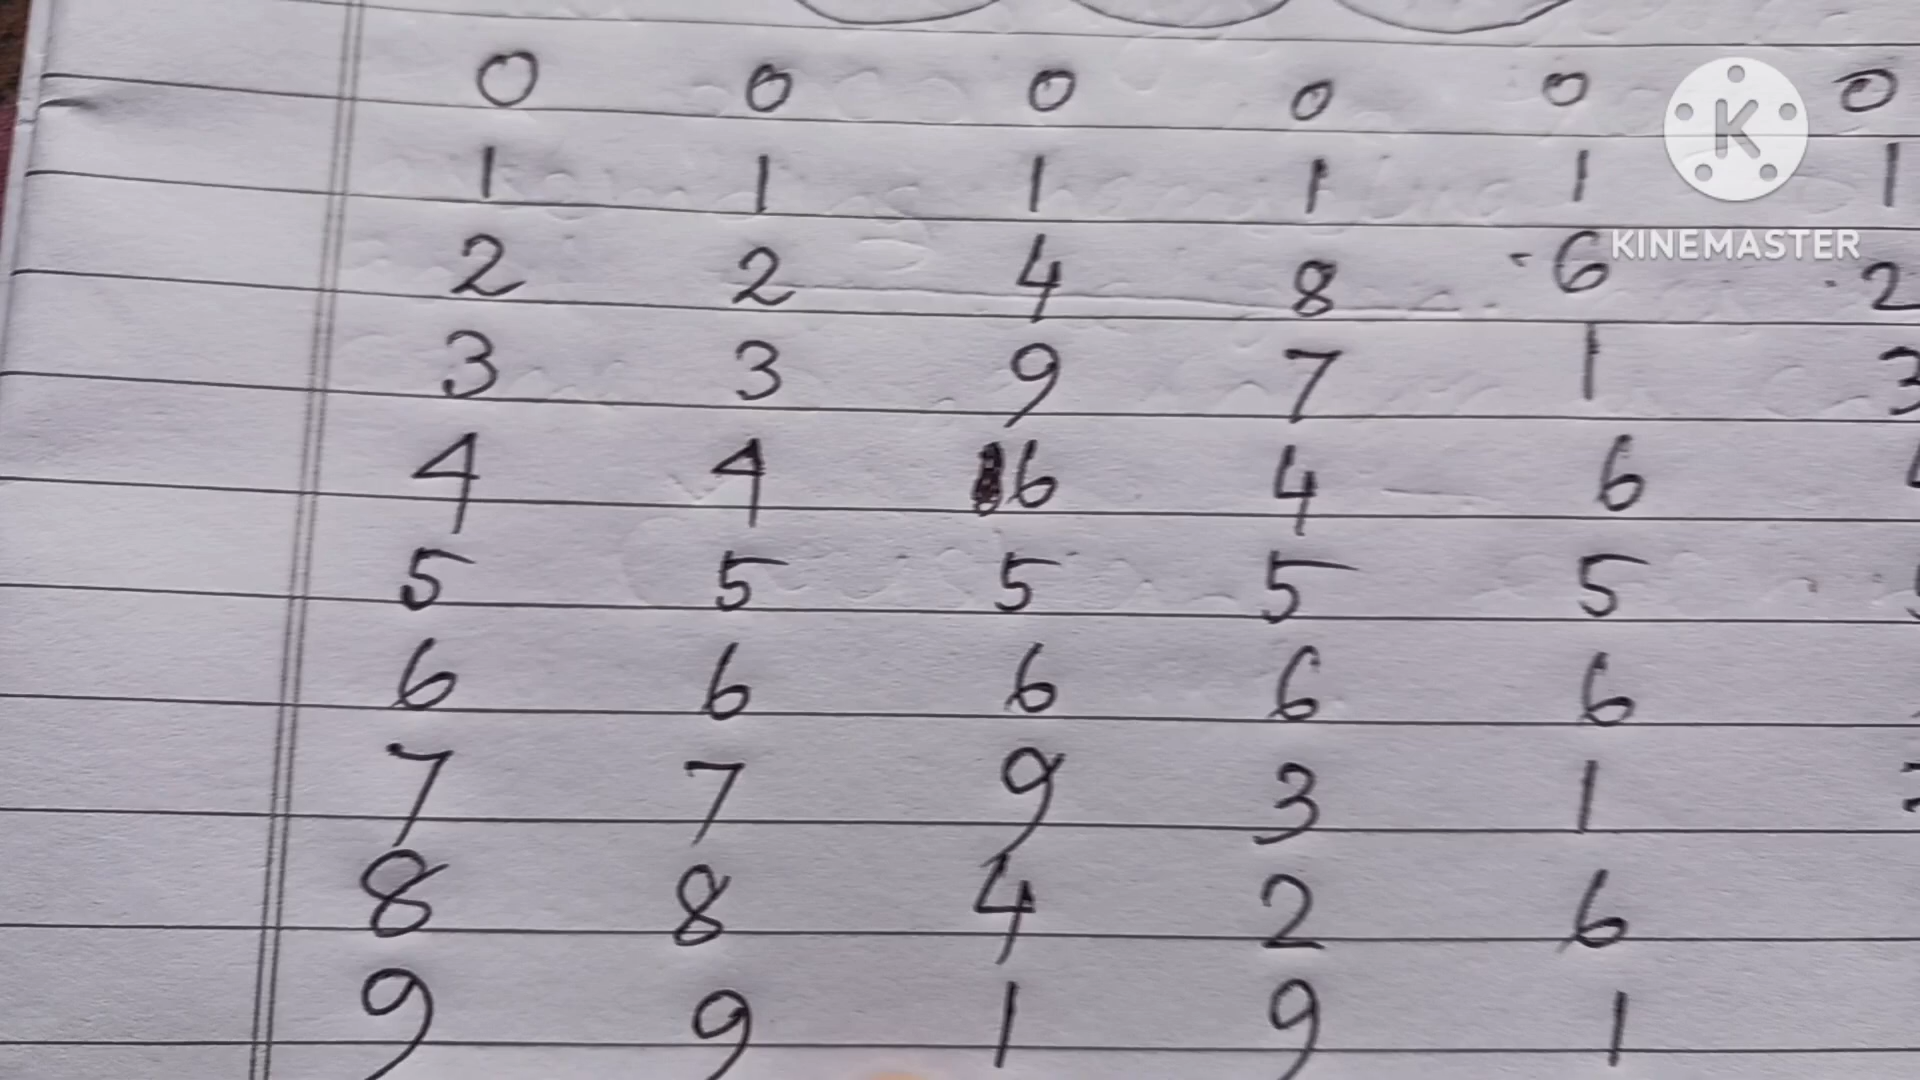 0 0 0 0 0 0
1 1 1 1 1 1
2 2 4 8 6 2
KINEMASTER
3 3 9 7 1 3
4 4 6 4 6
5 5 5 5 5
6 6 6 6 6
7 7 9 3 1
8 8 4 2 6
9 9 1 9 1